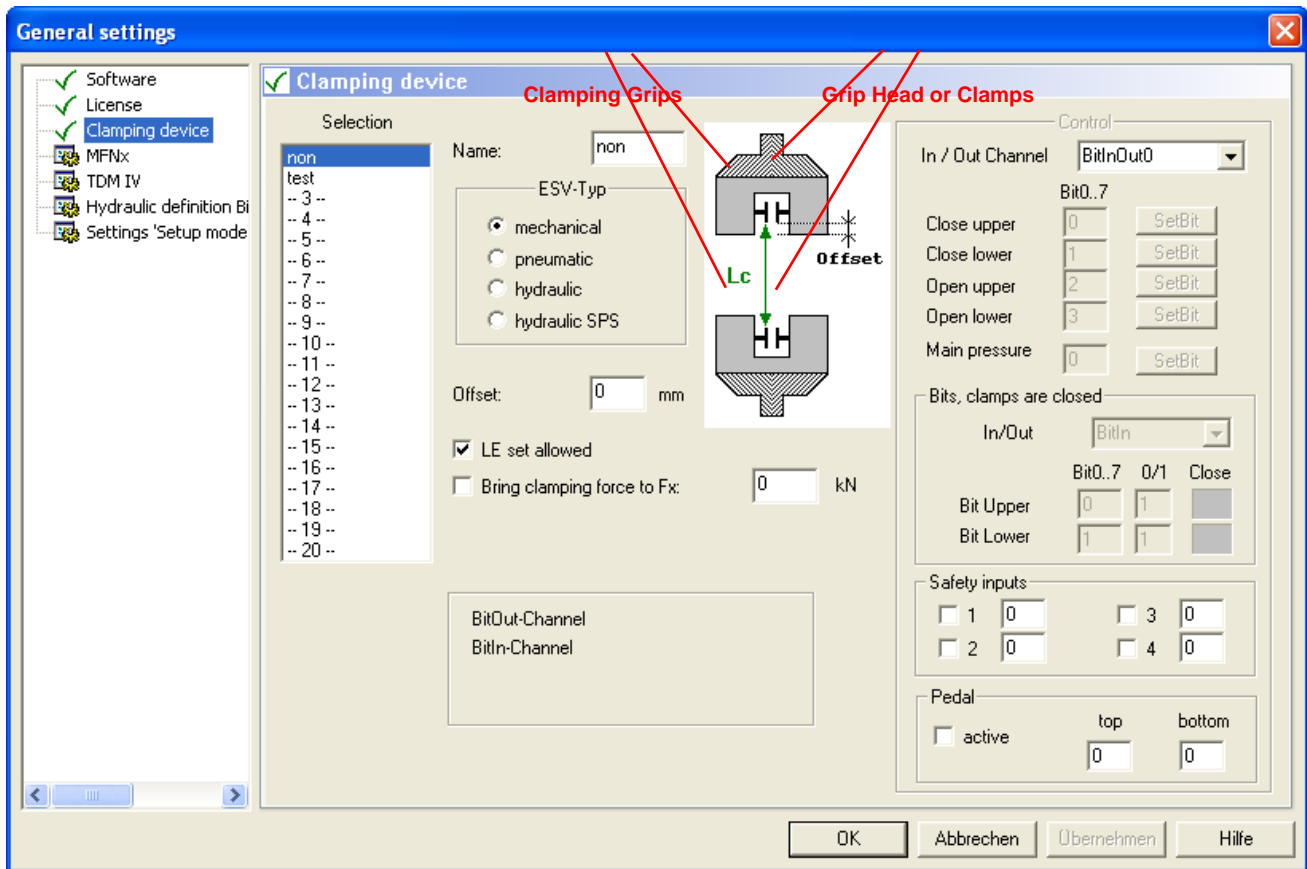 General settings
Software
License
Clamping device
MFNx
TDM IV
Hydraulic definition Bi
Settings 'Setup mode
Clamping device
Clamping Grips
Grip Head or Clamps
Selection
non
test
-- 3 --
-- 4 --
-- 5 --
-- 6 --
-- 7 --
-- 8 --
-- 9 --
-- 10 --
-- 11 --
-- 12 --
-- 13 --
-- 14 --
-- 15 --
-- 16 --
-- 17 --
-- 18 --
-- 19 --
-- 20 --
Name: non
ESV-Typ
mechanical
pneumatic
hydraulic
hydraulic SPS
Offset: 0 mm
LE set allowed
Bring clamping force to Fx: 0 kN
BitOut-Channel
BitIn-Channel
Offset
Lc
Control
In / Out Channel BitInOut0
Bit0..7
Close upper 0 SetBit
Close lower 1 SetBit
Open upper 2 SetBit
Open lower 3 SetBit
Main pressure 0 SetBit
Bits, clamps are closed
In/Out BitIn
Bit0..7 0/1 Close
Bit Upper 0 1
Bit Lower 1 1
Safety inputs
1 0 3 0
2 0 4 0
Pedal
top bottom
active 0 0
OK Abbrechen Übernehmen Hilfe